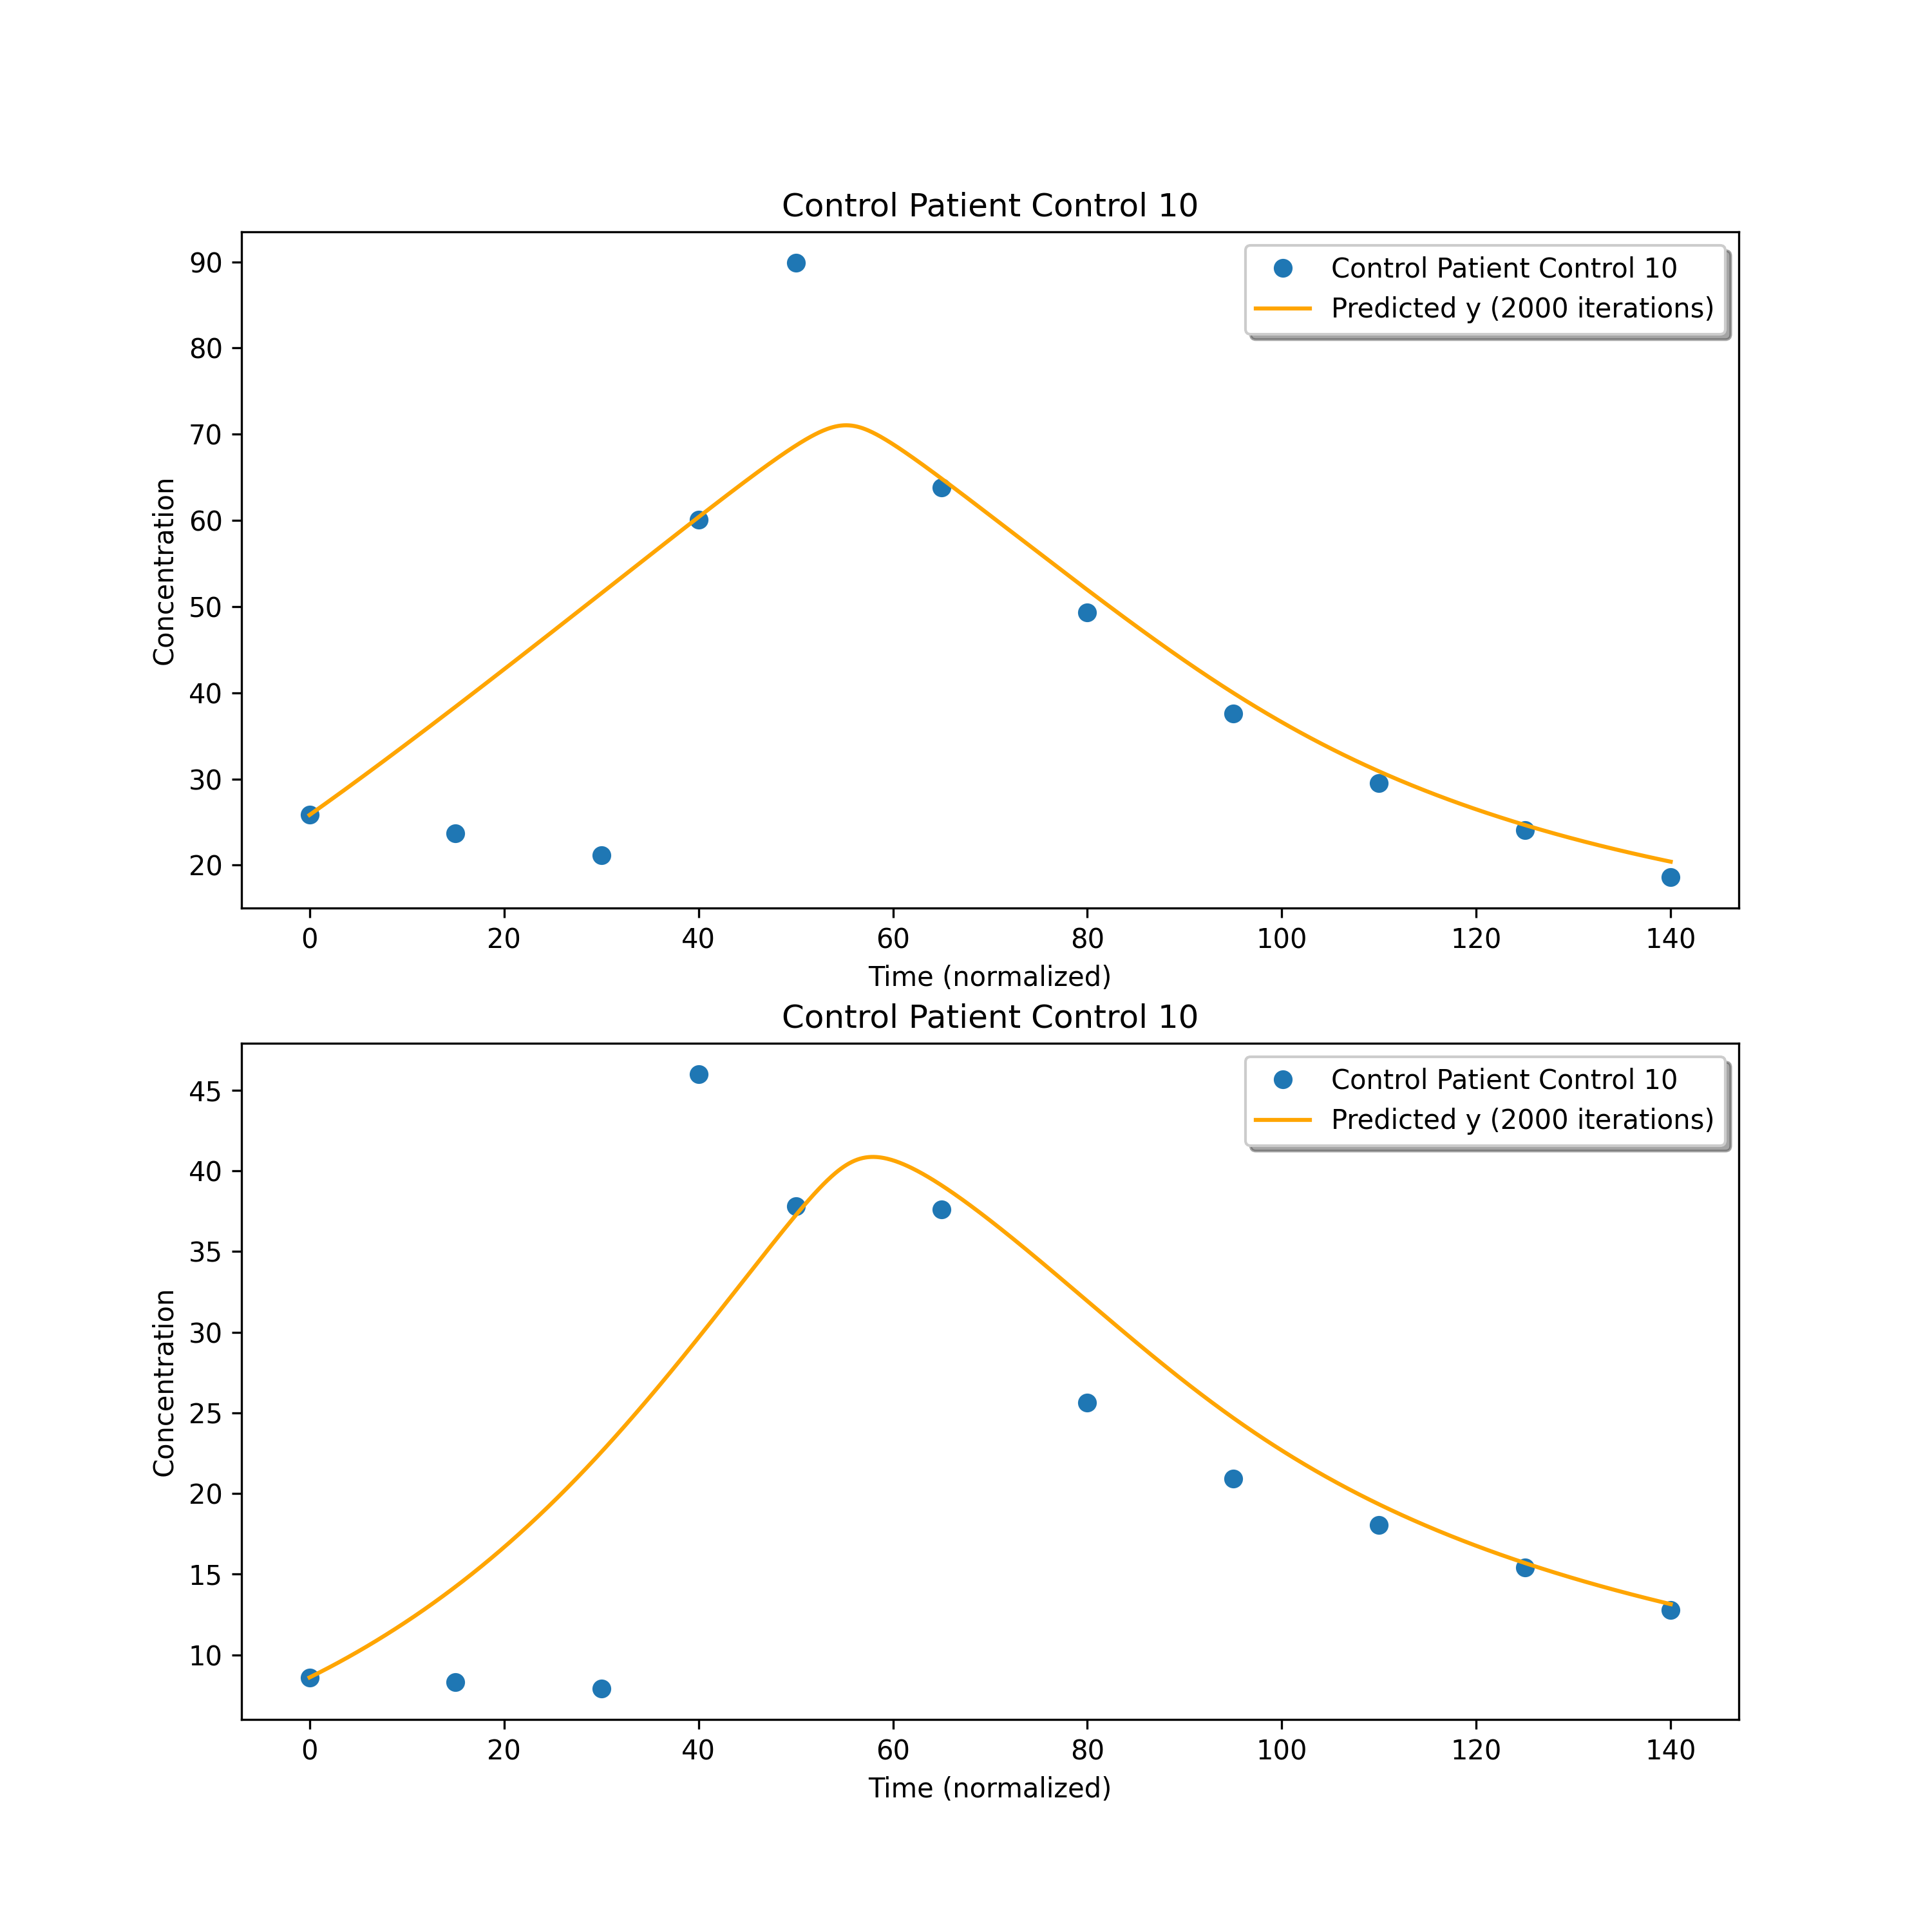 Control Patient Control 10
Control Patient Control 10
Predicted y (2000 iterations)
90
80
70
60
50
40
30
20
Concentration
0 20 40 60 80 100 120 140
Time (normalized)
Control Patient Control 10
Control Patient Control 10
Predicted y (2000 iterations)
45
40
35
30
25
20
15
10
Concentration
0 20 40 60 80 100 120 140
Time (normalized)